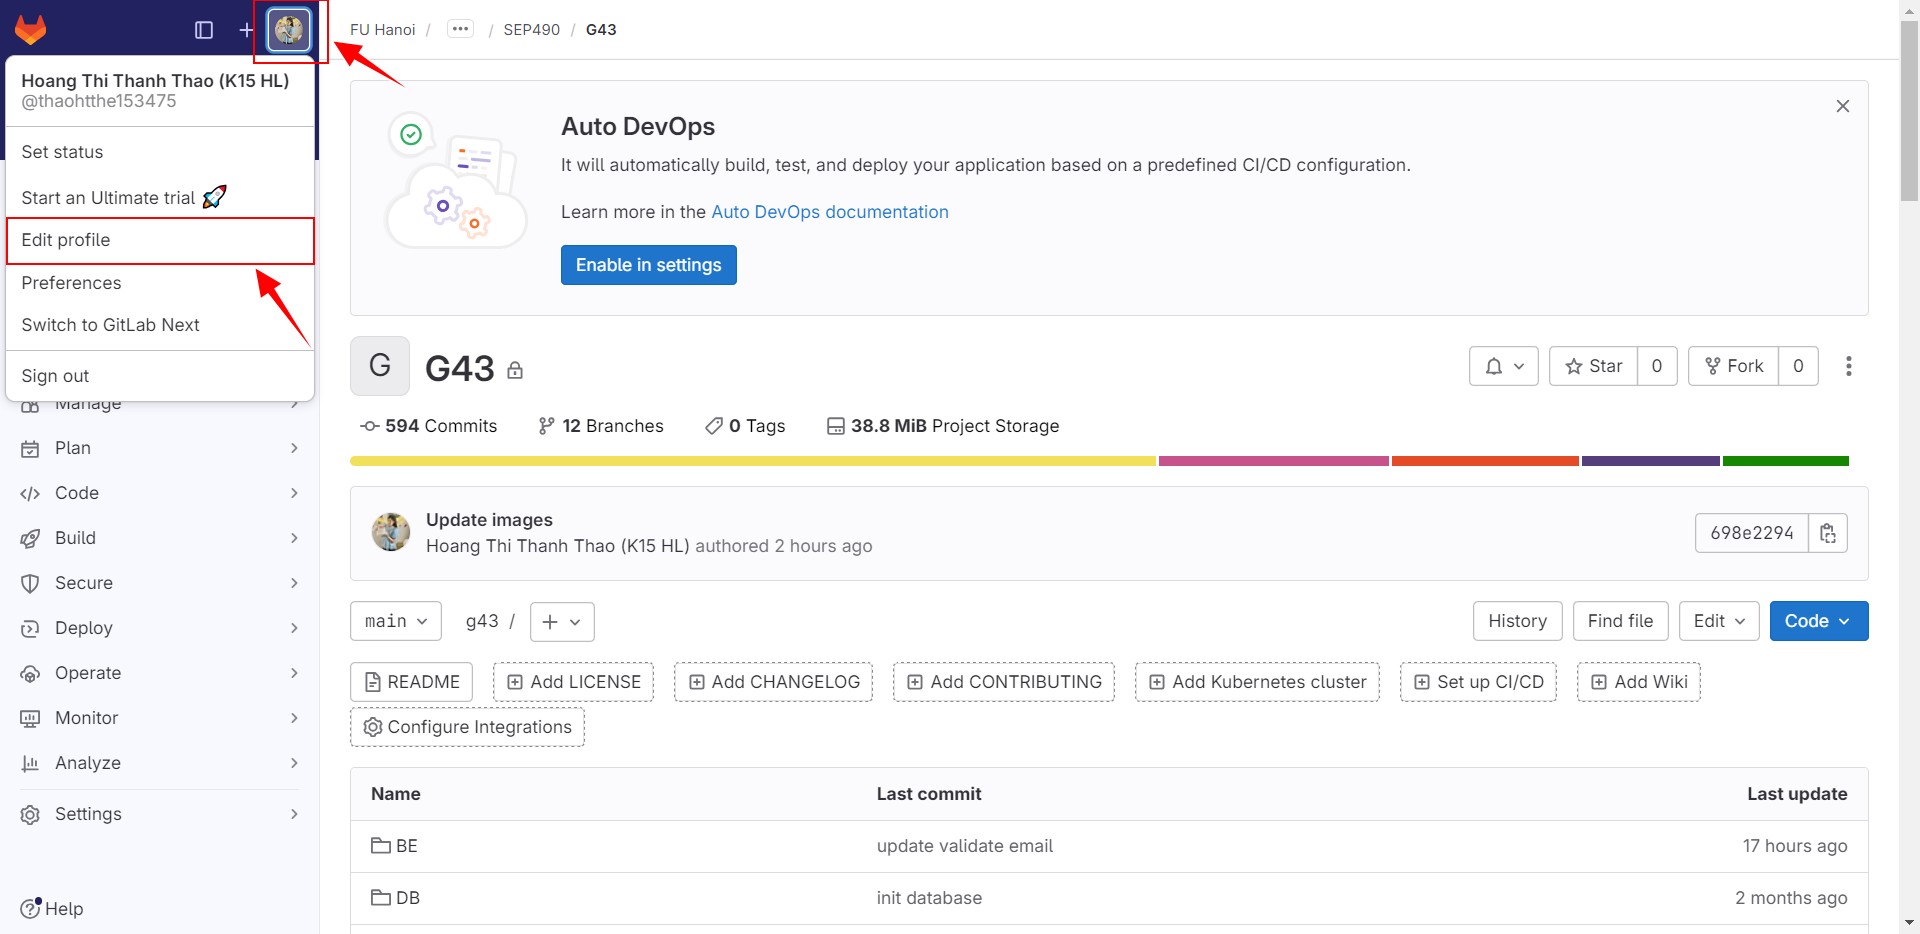 FU Hanoi / ••• / SEP490 / G43
Hoang Thi Thanh Thao (K15 HL)
@thaohtthe153475
Set status
Start an Ultimate trial 🚀
Edit profile
Preferences
Switch to GitLab Next
Sign out
Manage
Plan
Code
Build
Secure
Deploy
Operate
Monitor
Analyze
Settings
Help
Auto DevOps
It will automatically build, test, and deploy your application based on a predefined CI/CD configuration.
Learn more in the Auto DevOps documentation
Enable in settings
G G43
Star 0 Fork 0
594 Commits 12 Branches 0 Tags 38.8 MiB Project Storage
Update images
Hoang Thi Thanh Thao (K15 HL) authored 2 hours ago
698e2294
main g43 / +
History Find file Edit Code
README Add LICENSE Add CHANGELOG Add CONTRIBUTING Add Kubernetes cluster Set up CI/CD Add Wiki
Configure Integrations
Name Last commit Last update
BE update validate email 17 hours ago
DB init database 2 months ago